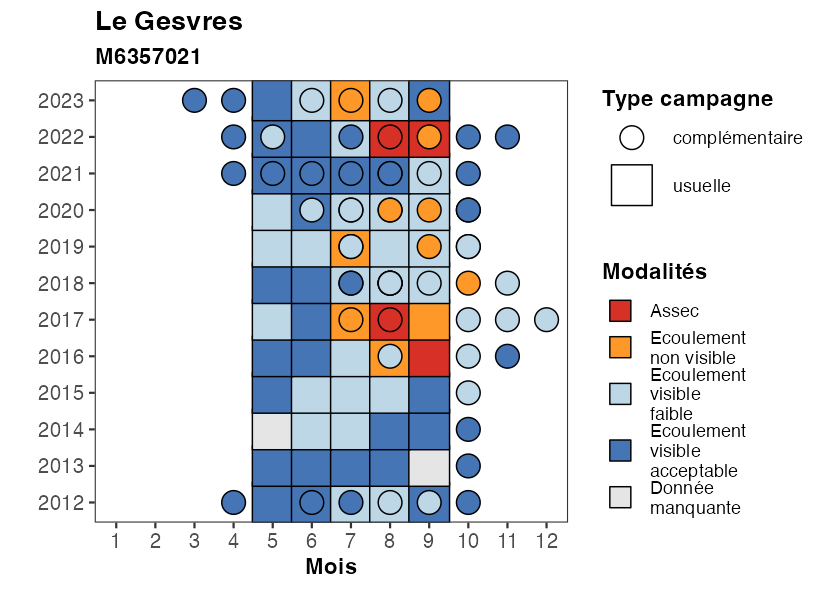 Le Gesvres
M6357021
2023
2022
2021
2020
2019
2018
2017
2016
2015
2014
2013
2012
1 2 3 4 5 6 7 8 9 10 11 12
Mois
Type campagne
complémentaire
usuelle
Modalités
Assec
Ecoulement
non visible
Ecoulement
visible
faible
Ecoulement
visible
acceptable
Donnée
manquante